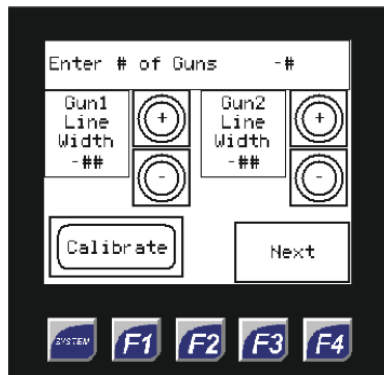 Enter # of Guns -#
Gun1
Line
Width
-##
+
-
Gun2
Line
Width
-##
+
-
Calibrate
Next
SYSTEM
F1
F2
F3
F4